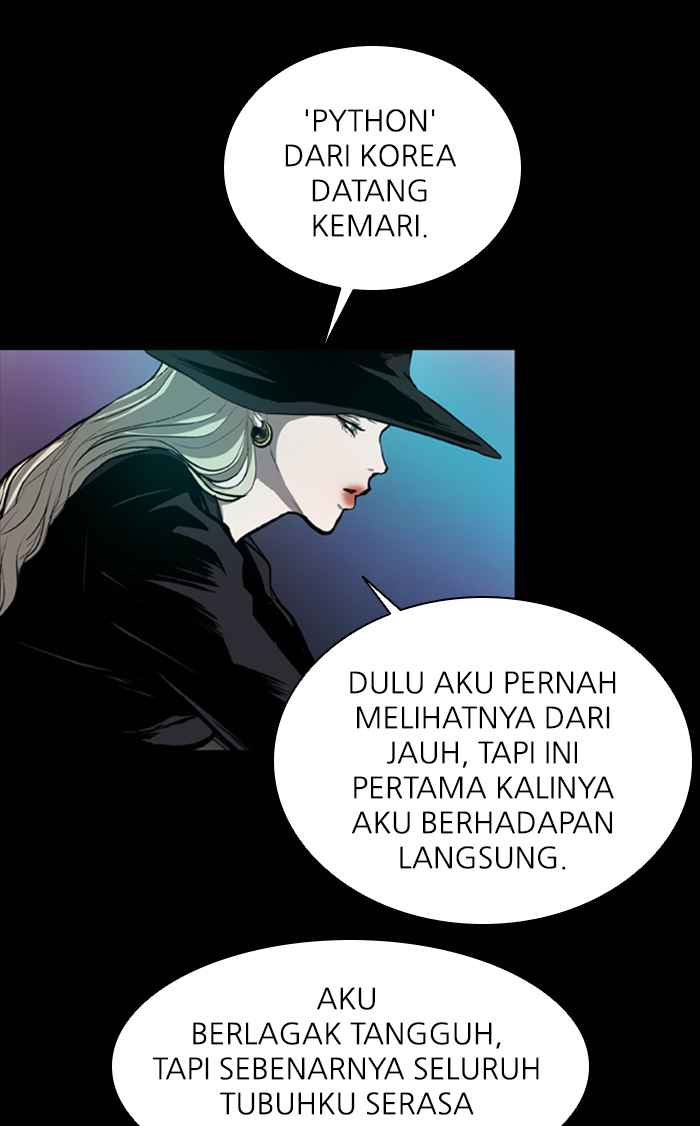 'PYTHON'
DARI KOREA
DATANG
KEMARI.
DULU AKU PERNAH
MELIHATNYA DARI
JAUH, TAPI INI
PERTAMA KALINYA
AKU BERHADAPAN
LANGSUNG.
AKU
BERLAGAK TANGGUH,
TAPI SEBENARNYA SELURUH
TUBUHKU SERASA